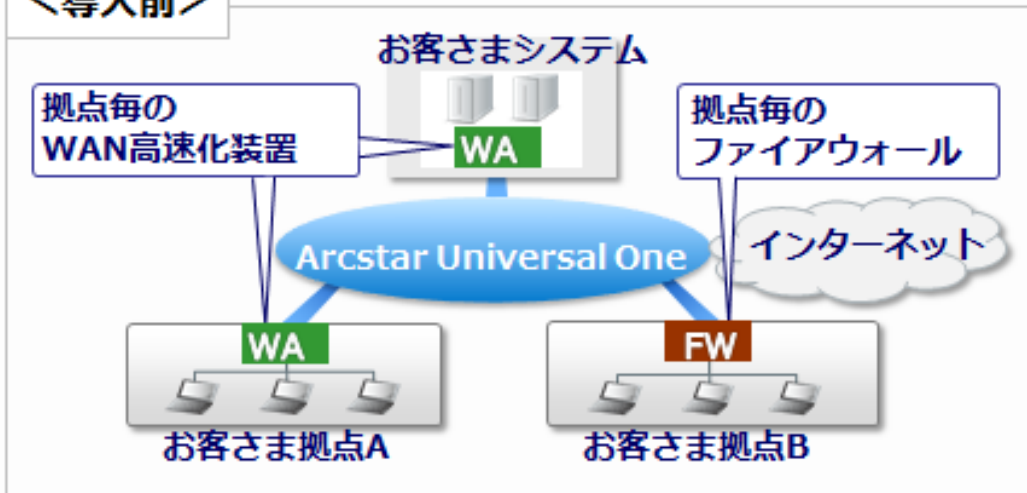 <導入前>
お客さまシステム
拠点毎の
WAN高速化装置
WA
拠点毎の
ファイアウォール
Arcstar Universal One
インターネット
WA
FW
お客さま拠点A
お客さま拠点B